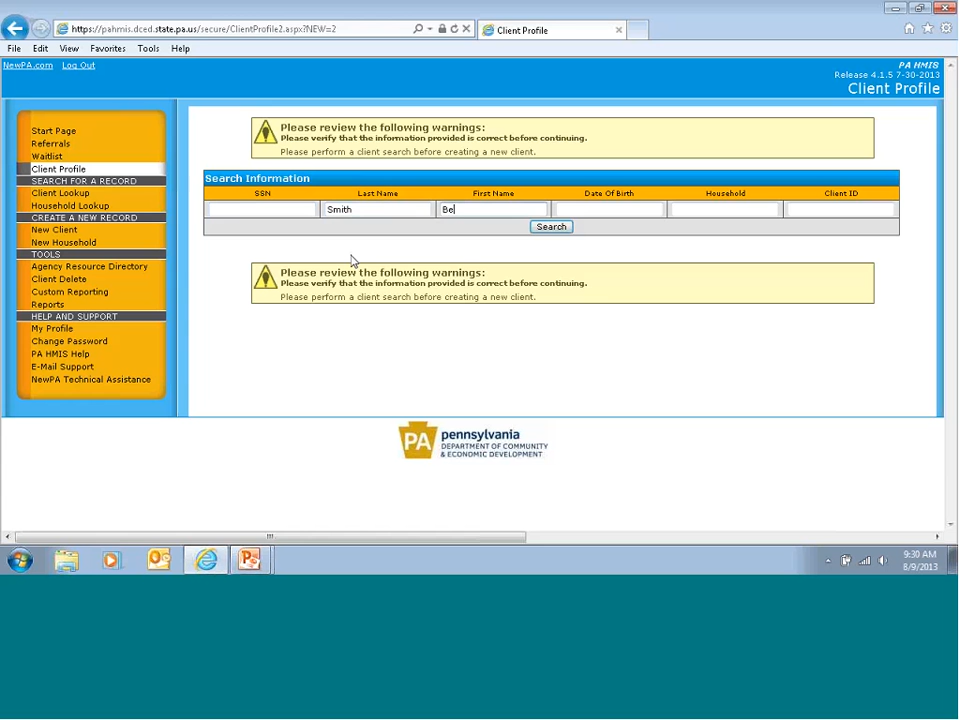 https://pahmis.dced.state.pa.us/secure/ClientProfile2.aspx?NEW=2
Client Profile
File Edit View Favorites Tools Help
NewPA.com Log Out
PA HMIS
Release 4.1.5 7-30-2013
Client Profile
Start Page
Referrals
Waitlist
Client Profile
SEARCH FOR A RECORD
Client Lookup
Household Lookup
CREATE A NEW RECORD
New Client
New Household
TOOLS
Agency Resource Directory
Client Delete
Custom Reporting
Reports
HELP AND SUPPORT
My Profile
Change Password
PA HMIS Help
E-Mail Support
NewPA Technical Assistance
Please review the following warnings:
Please verify that the information provided is correct before continuing.
Please perform a client search before creating a new client.
Search Information
SSN Last Name First Name Date Of Birth Household Client ID
Smith Be
Search
Please review the following warnings:
Please verify that the information provided is correct before continuing.
Please perform a client search before creating a new client.
PA pennsylvania
DEPARTMENT OF COMMUNITY
& ECONOMIC DEVELOPMENT
9:30 AM
8/9/2013